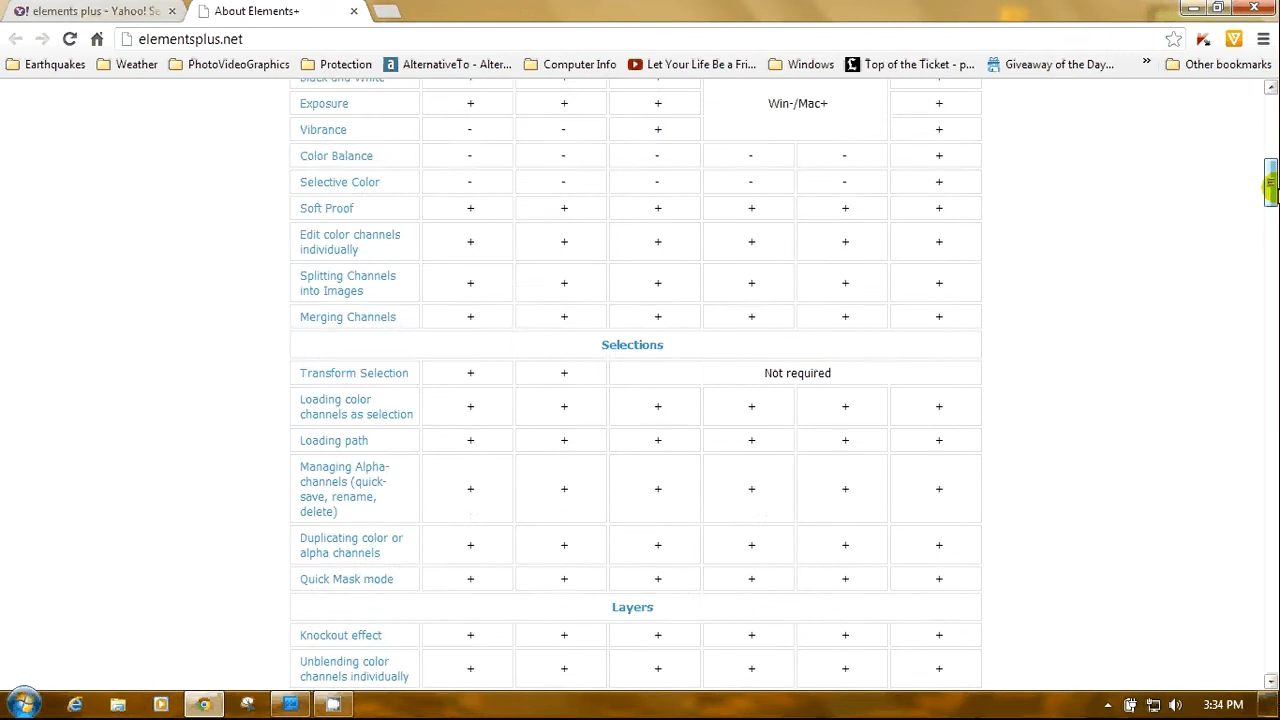 elements plus - Yahoo! Sc
About Elements+
elementsplus.net
Earthquakes
Weather
PhotoVideoGraphics
Protection
AlternativeTo - Alter...
Computer Info
Let Your Life Be a Fri...
Windows
Top of the Ticket - p...
Giveaway of the Day...
»
Other bookmarks
Black and White
Exposure + + + Win-/Mac+ +
Vibrance - - + +
Color Balance - - - - - +
Selective Color - - - - - +
Soft Proof + + + + + +
Edit color channels
individually + + + + + +
Splitting Channels
into Images + + + + + +
Merging Channels + + + + + +
Selections
Transform Selection + + Not required
Loading color
channels as selection + + + + + +
Loading path + + + + + +
Managing Alpha-
channels (quick-
save, rename,
delete) + + + + + +
Duplicating color or
alpha channels + + + + + +
Quick Mask mode + + + + + +
Layers
Knockout effect + + + + + +
Unblending color
channels individually + + + + + +
3:34 PM